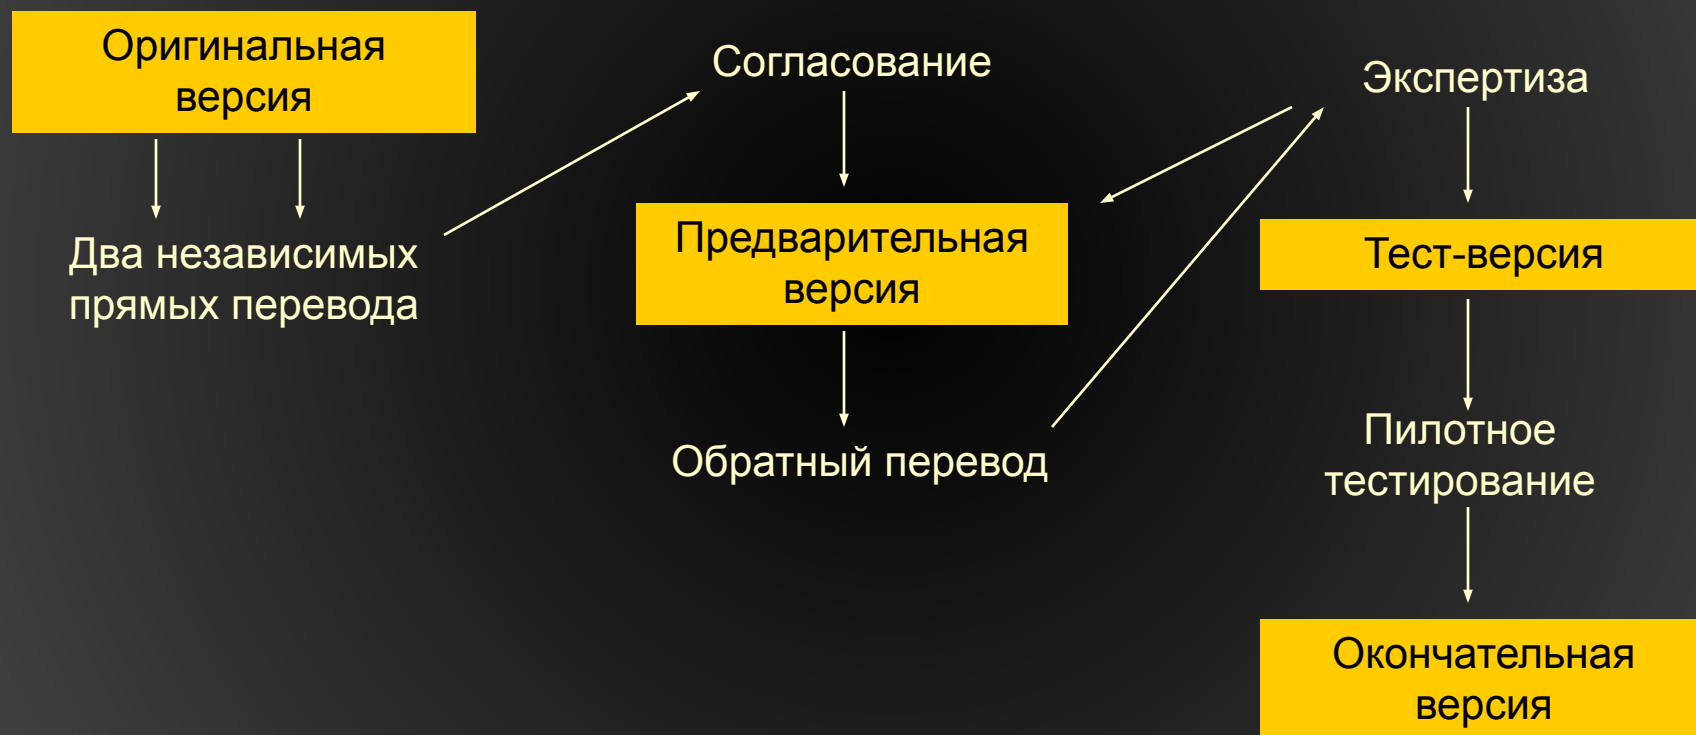 Оригинальная
версия
Два независимых
прямых перевода
Согласование
Предварительная
версия
Обратный перевод
Экспертиза
Тест-версия
Пилотное
тестирование
Окончательная
версия